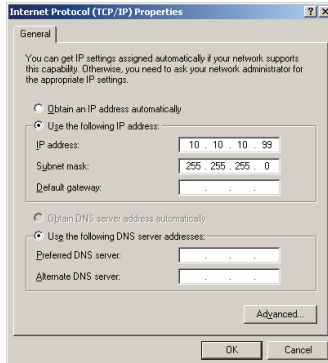 Internet Protocol (TCP/IP) Properties
General
You can get IP settings assigned automatically if your network supports
this capability. Otherwise, you need to ask your network administrator for
the appropriate IP settings.
Obtain an IP address automatically
Use the following IP address:
IP address: 10 . 10 . 10 . 99
Subnet mask: 255 . 255 . 255 . 0
Default gateway: . . .
Obtain DNS server address automatically
Use the following DNS server addresses:
Preferred DNS server: . . .
Alternate DNS server: . . .
Advanced...
OK Cancel